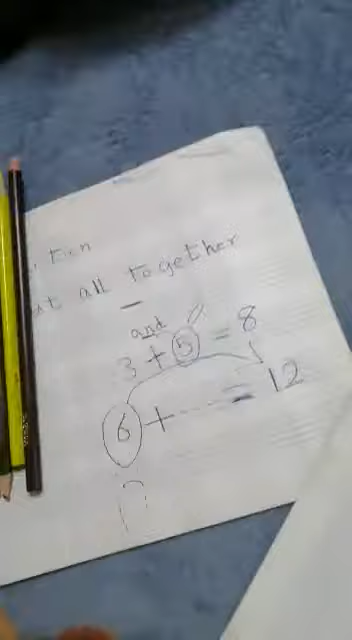 all together
and
3 + 5 = 8
6 + ---- = 12